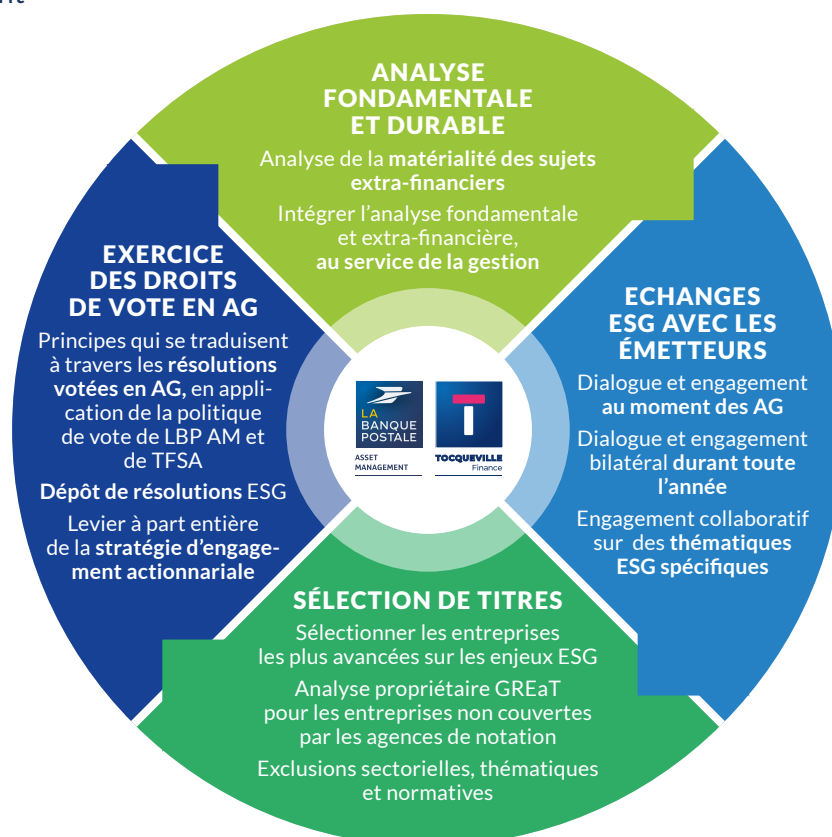 ANALYSE
FONDAMENTALE
ET DURABLE
Analyse de la matérialité des sujets
extra-financiers
Intégrer l'analyse fondamentale
et extra-financière,
au service de la gestion
EXERCICE
DES DROITS
DE VOTE EN AG
Principes qui se traduisent
à travers les résolutions
votées en AG, en appli-
cation de la politique
de vote de LBP AM et
de TFSA
Dépôt de résolutions ESG
Levier à part entière
de la stratégie d'engage-
ment actionnariale
LA
BANQUE
POSTALE
ASSET
MANAGEMENT
T
TOCQUEVILLE
Finance
ECHANGES
ESG AVEC LES
ÉMETTEURS
Dialogue et engagement
au moment des AG
Dialogue et engagement
bilatéral durant toute
l'année
Engagement collaboratif
sur des thématiques
ESG spécifiques
SÉLECTION DE TITRES
Sélectionner les entreprises
les plus avancées sur les enjeux ESG
Analyse propriétaire GREaT
pour les entreprises non couvertes
par les agences de notation
Exclusions sectorielles, thématiques
et normatives